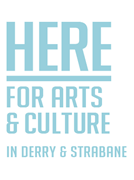 HERE
FOR ARTS
& CULTURE
IN DERRY & STRABANE